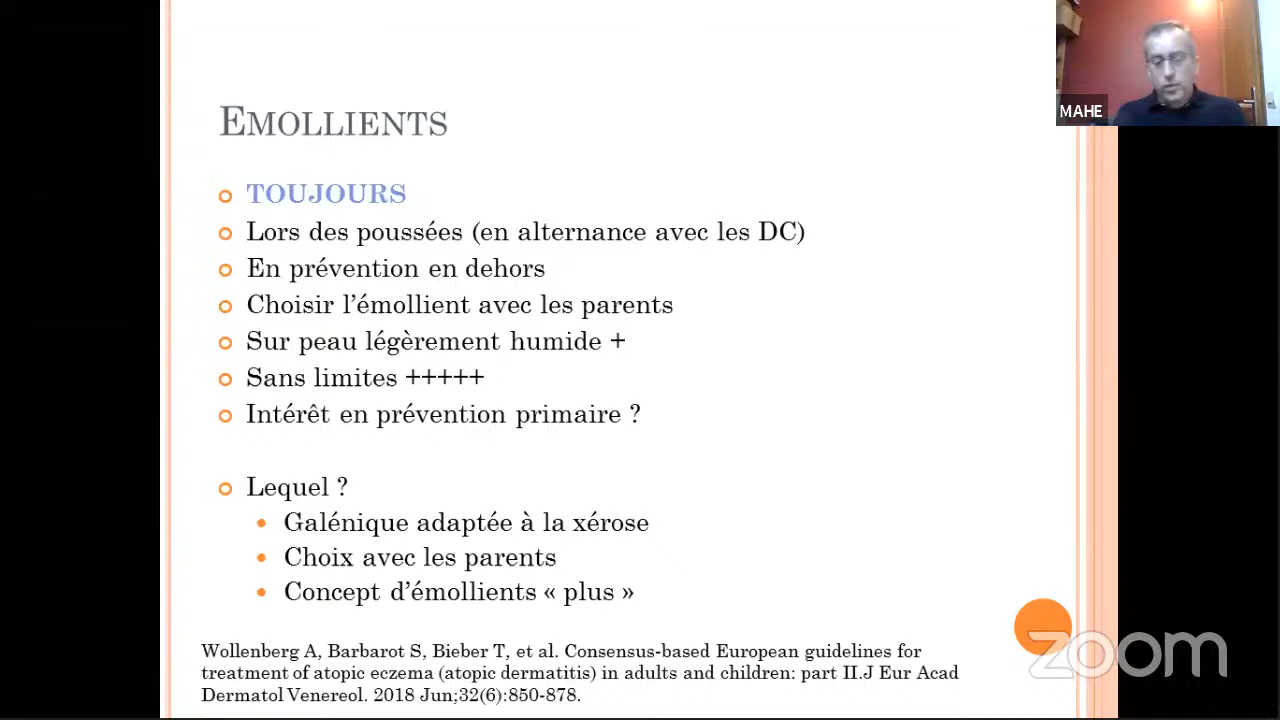 MAHE
EMOLLIENTS
TOUJOURS
Lors des poussées (en alternance avec les DC)
En prévention en dehors
Choisir l'émollient avec les parents
Sur peau légèrement humide +
Sans limites +++++
Intérêt en prévention primaire ?
Lequel ?
Galénique adaptée à la xérose
Choix avec les parents
Concept d'émollients « plus »
Wollenberg A, Barbarot S, Bieber T, et al. Consensus-based European guidelines for
treatment of atopic eczema (atopic dermatitis) in adults and children: part II.J Eur Acad
Dermatol Venereol. 2018 Jun;32(6):850-878.
zoom